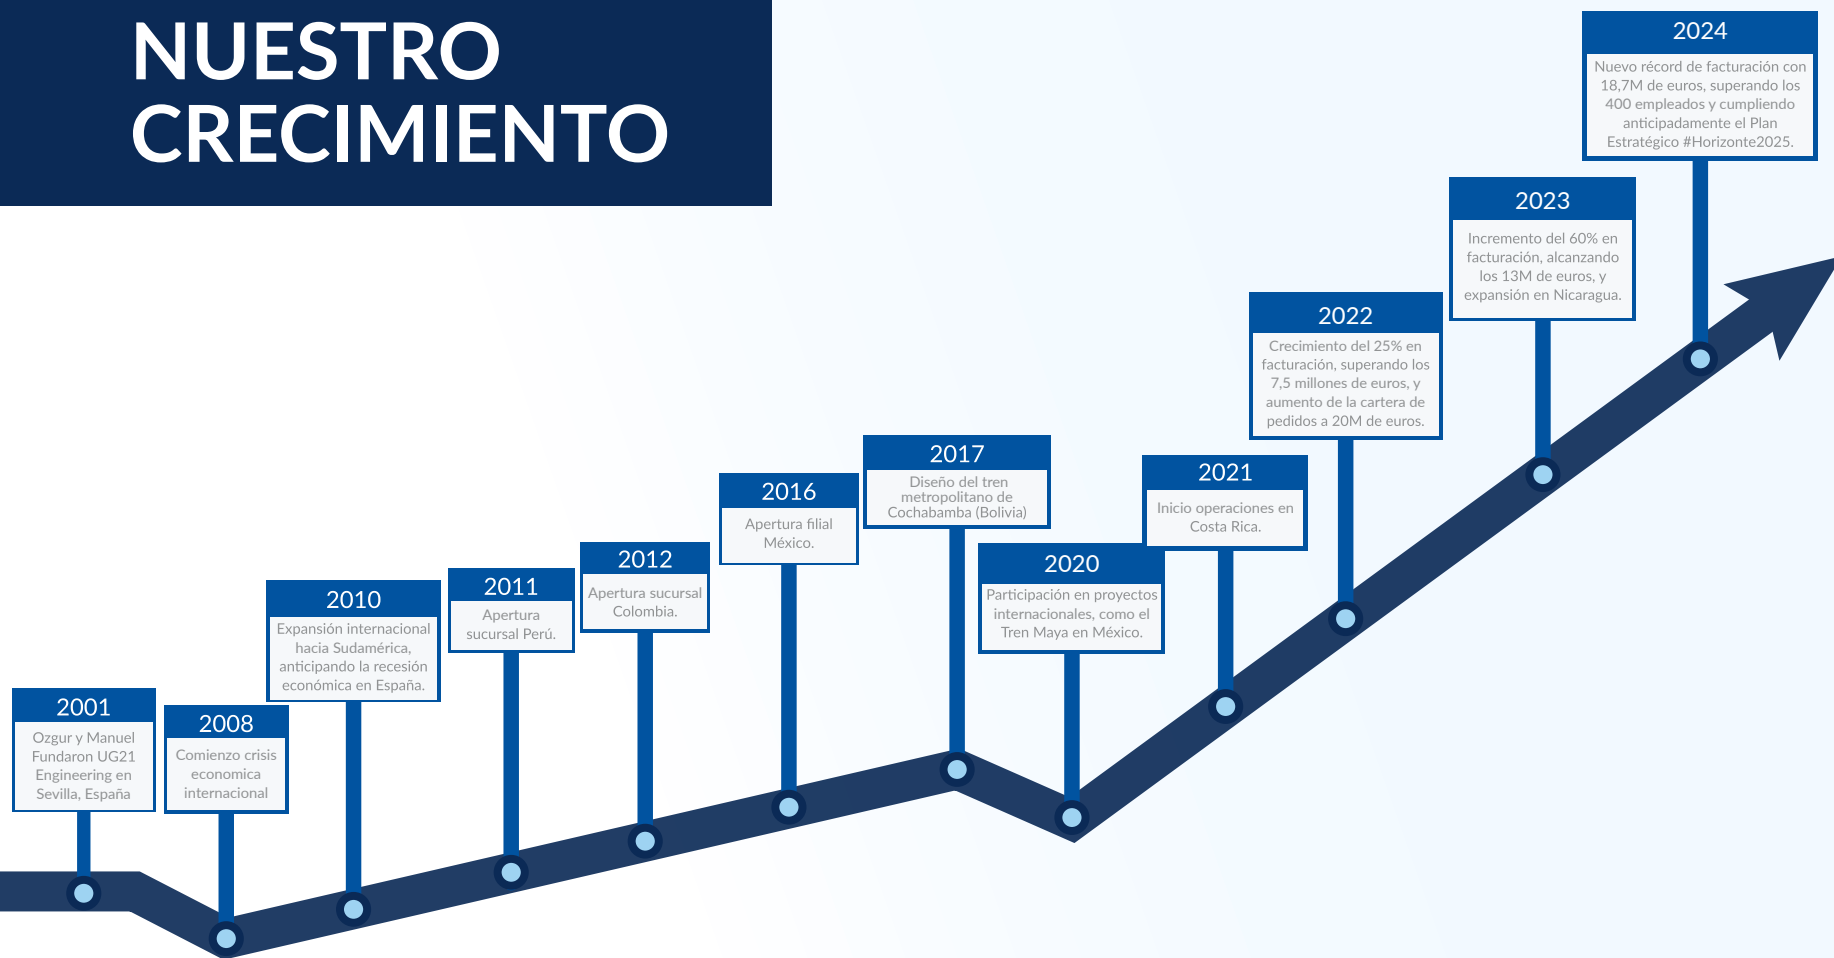 NUESTRO
CRECIMIENTO
2001
Ozgur y Manuel
Fundaron UG21
Engineering en
Sevilla, España
2008
Comienzo crisis
economica
internacional
2010
Expansión internacional
hacia Sudamérica,
anticipando la recesión
económica en España.
2011
Apertura
sucursal Perú.
2012
Apertura sucursal
Colombia.
2016
Apertura filial
México.
2017
Diseño del tren
metropolitano de
Cochabamba (Bolivia)
2020
Participación en proyectos
internacionales, como el
Tren Maya en México.
2021
Inicio operaciones en
Costa Rica.
2022
Crecimiento del 25% en
facturación, superando los
7,5 millones de euros, y
aumento de la cartera de
pedidos a 20M de euros.
2023
Incremento del 60% en
facturación, alcanzando
los 13M de euros, y
expansión en Nicaragua.
2024
Nuevo récord de facturación con
18,7M de euros, superando los
400 empleados y cumpliendo
anticipadamente el Plan
Estratégico #Horizonte2025.